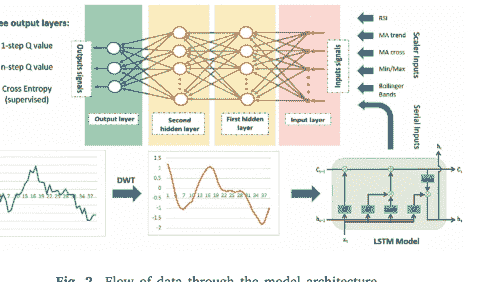 ee output layers:
1-step Q value
n-step Q value
Cross Entropy
(supervised)
Outputs signals
Output layer
Second
hidden layer
First hidden
layer
Input layer
Inputs signals
RSI
MA trend
MA cross
Min/Max
Bollinger
Bands
Scaler Inputs
Serial Inputs
DWT
1.5
1
0.5
0
-0.5
-1
-1.5
-2
LSTM Model
Fig. 2. Flow of data through the model architecture